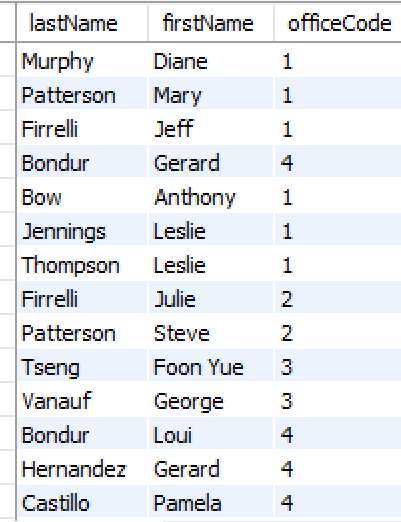 lastName firstName officeCode
Murphy Diane 1
Patterson Mary 1
Firrelli Jeff 1
Bondur Gerard 4
Bow Anthony 1
Jennings Leslie 1
Thompson Leslie 1
Firrelli Julie 2
Patterson Steve 2
Tseng Foon Yue 3
Vanauf George 3
Bondur Loui 4
Hernandez Gerard 4
Castillo Pamela 4